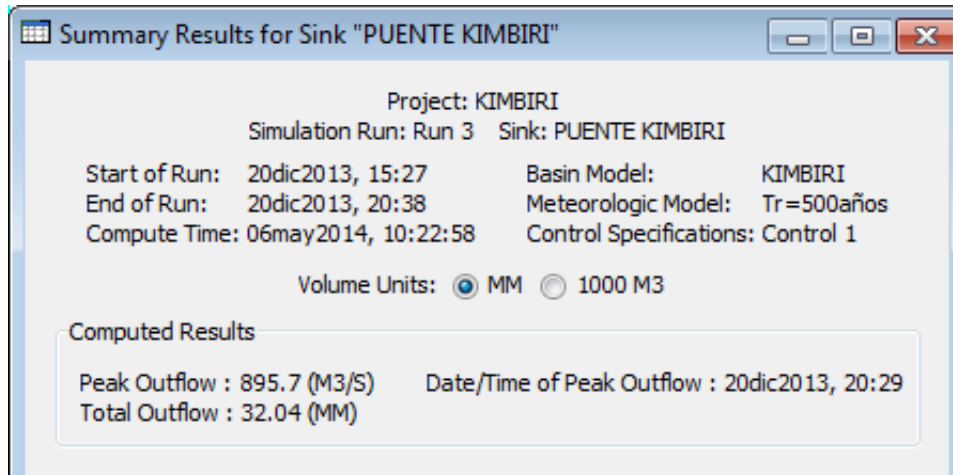 Summary Results for Sink "PUENTE KIMBIRI"
Project: KIMBIRI
Simulation Run: Run 3 Sink: PUENTE KIMBIRI
Start of Run: 20dic2013, 15:27 Basin Model: KIMBIRI
End of Run: 20dic2013, 20:38 Meteorologic Model: Tr=500años
Compute Time: 06may2014, 10:22:58 Control Specifications: Control 1
Volume Units: MM 1000 M3
Computed Results
Peak Outflow : 895.7 (M3/S) Date/Time of Peak Outflow : 20dic2013, 20:29
Total Outflow : 32.04 (MM)